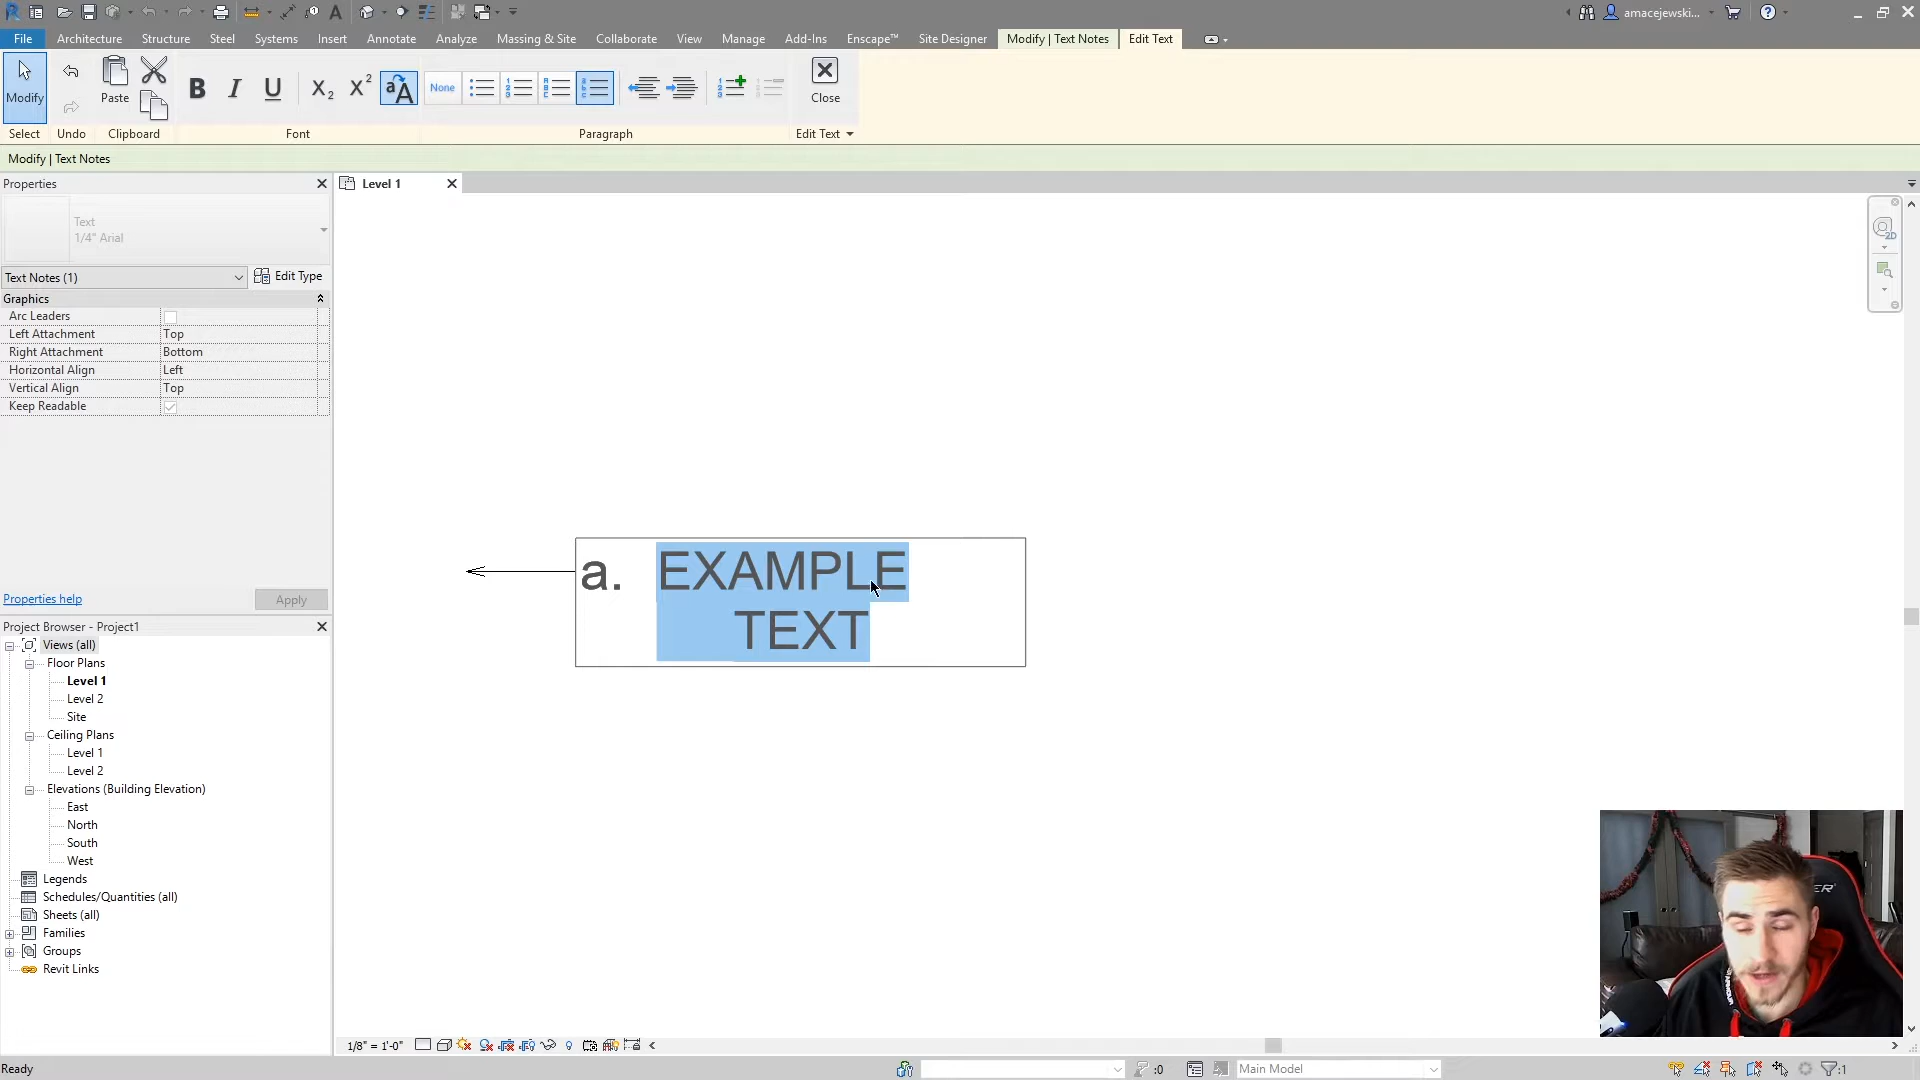 amacejewski...
File Architecture Structure Steel Systems Insert Annotate Analyze Massing & Site Collaborate View Manage Add-Ins Enscape™ Site Designer Modify | Text Notes Edit Text
Modify Paste B I U X₂ X² aA None Close
Select Undo Clipboard Font Paragraph Edit Text
Modify | Text Notes
Properties
Level 1
Text
1/4" Arial
Text Notes (1) Edit Type
Graphics
Arc Leaders
Left Attachment Top
Right Attachment Bottom
Horizontal Align Left
Vertical Align Top
Keep Readable
Properties help Apply
a. EXAMPLE
TEXT
2D
Project Browser - Project1
Views (all)
Floor Plans
Level 1
Level 2
Site
Ceiling Plans
Level 1
Level 2
Elevations (Building Elevation)
East
North
South
West
Legends
Schedules/Quantities (all)
Sheets (all)
Families
Groups
Revit Links
1/8" = 1'-0"
Ready :0 Main Model :1